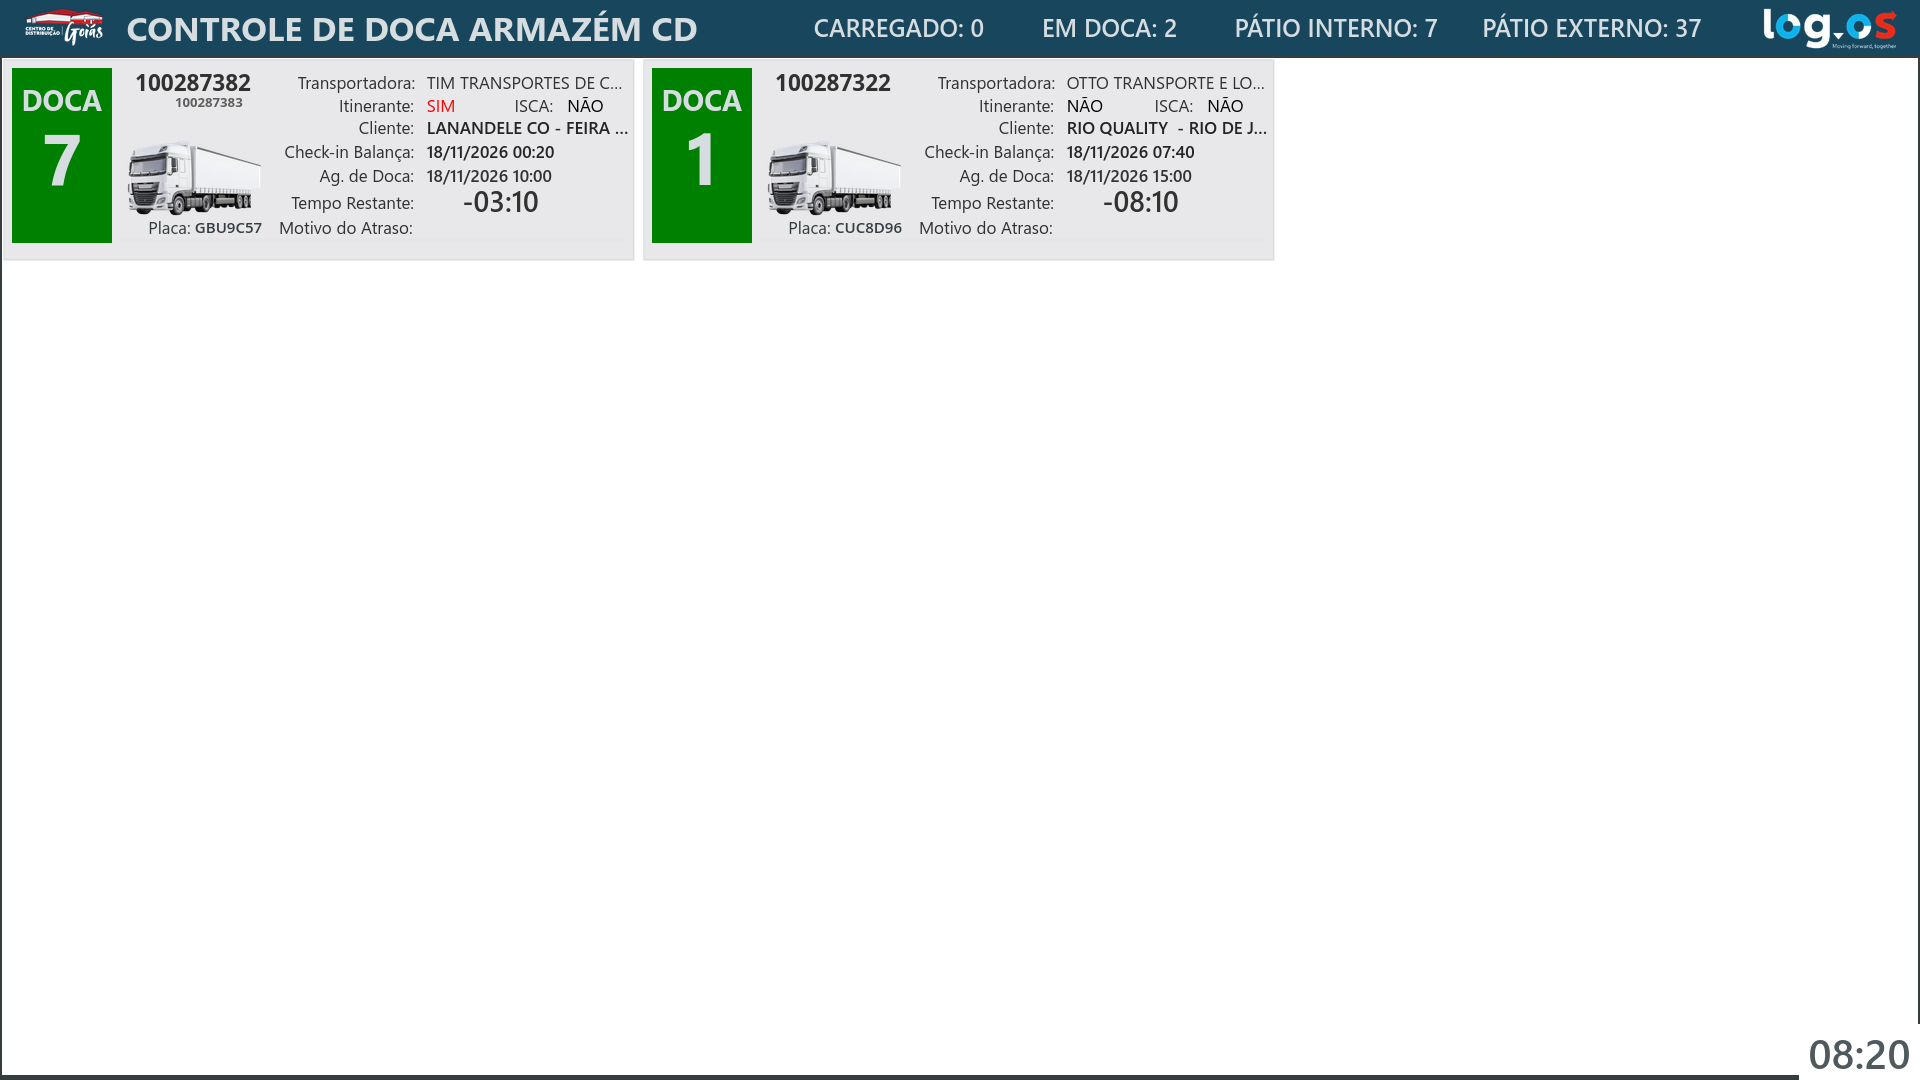 CENTRO DE DISTRIBUIÇÃO Goiás
CONTROLE DE DOCA ARMAZÉM CD
CARREGADO: 0
EM DOCA: 2
PÁTIO INTERNO: 7
PÁTIO EXTERNO: 37
log.os
Moving forward, together
DOCA
7
100287382
100287383
Placa: GBU9C57
Transportadora: TIM TRANSPORTES DE C...
Itinerante: SIM ISCA: NÃO
Cliente: LANANDELE CO - FEIRA ...
Check-in Balança: 18/11/2026 00:20
Ag. de Doca: 18/11/2026 10:00
Tempo Restante: -03:10
Motivo do Atraso:
DOCA
1
100287322
Placa: CUC8D96
Transportadora: OTTO TRANSPORTE E LO...
Itinerante: NÃO ISCA: NÃO
Cliente: RIO QUALITY - RIO DE J...
Check-in Balança: 18/11/2026 07:40
Ag. de Doca: 18/11/2026 15:00
Tempo Restante: -08:10
Motivo do Atraso:
08:20